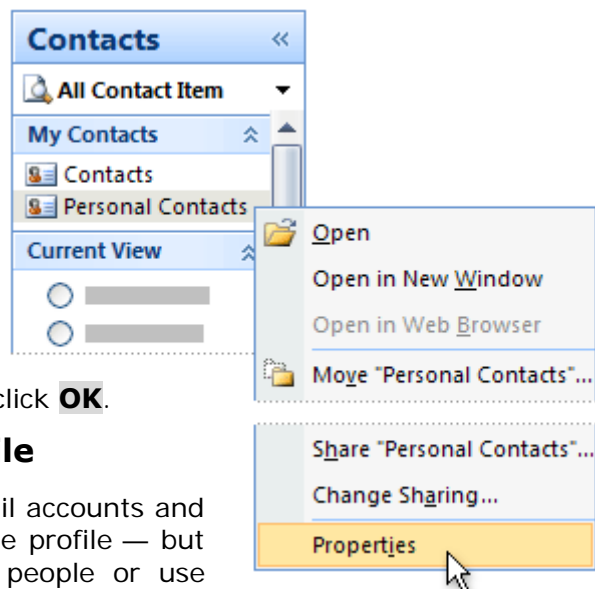 Contacts «
All Contact Item
My Contacts
Contacts
Personal Contacts
Current View
Open
Open in New Window
Open in Web Browser
Move "Personal Contacts"...
Share "Personal Contacts"...
Change Sharing...
Properties
click OK.
le
il accounts and
e profile — but
people or use